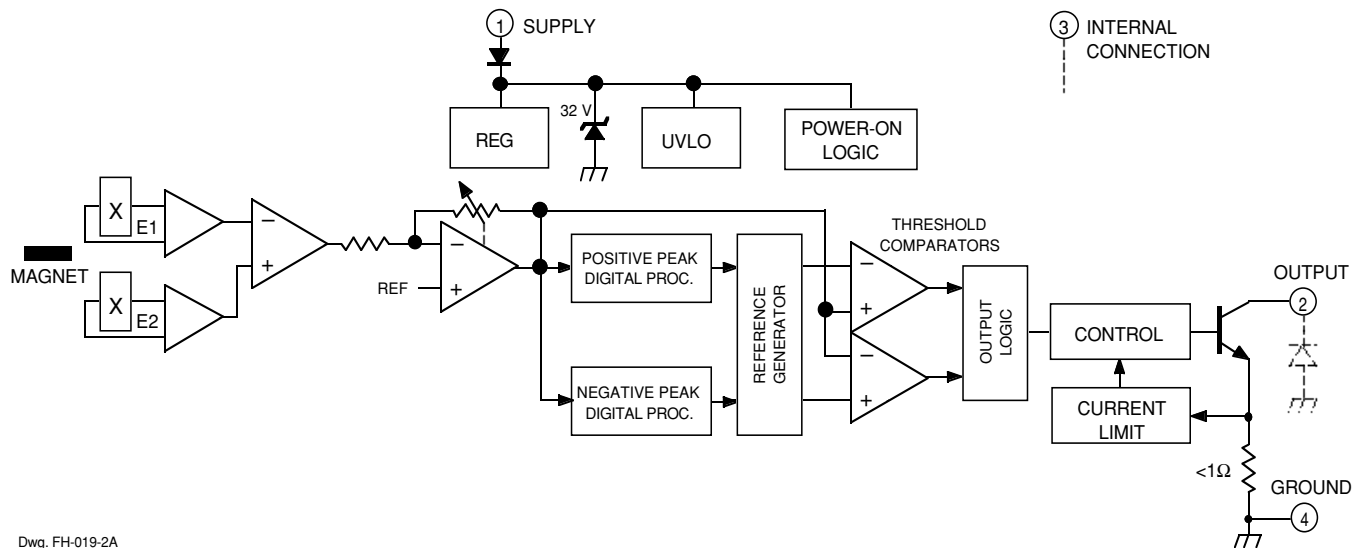 1 SUPPLY
3 INTERNAL
CONNECTION
REG
32 V
UVLO
POWER-ON
LOGIC
X
E1
MAGNET
X
E2
−
+
REF
−
+
POSITIVE PEAK
DIGITAL PROC.
NEGATIVE PEAK
DIGITAL PROC.
REFERENCE
GENERATOR
THRESHOLD
COMPARATORS
−
+
−
+
OUTPUT
LOGIC
CONTROL
CURRENT
LIMIT
OUTPUT
2
<1Ω
GROUND
4
Dwg. FH-019-2A